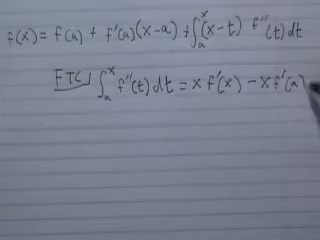 f(x) = f(a) + f'(a)(x-a) + ∫ₐˣ (x-t) f''(t) dt
FTC ∫ₐˣ f''(t) dt = x f'(x) - x f'(a)